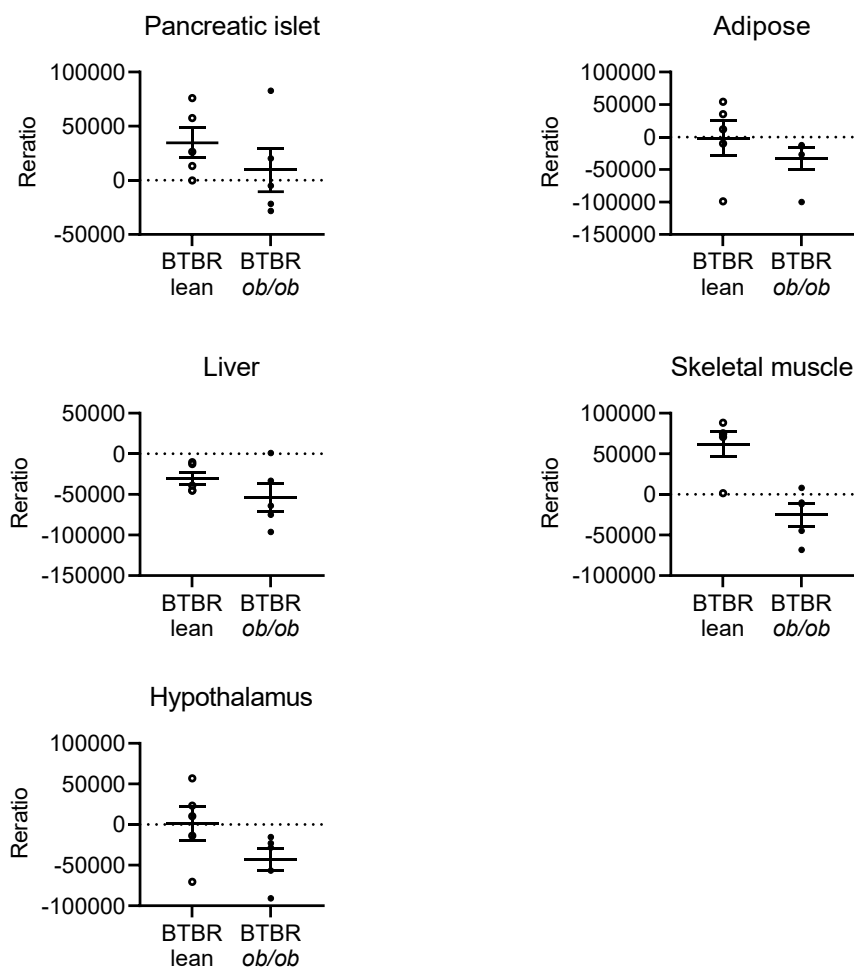 Pancreatic islet
Reratio
100000
50000
0
-50000
BTBR BTBR
lean ob/ob
Adipose
Reratio
100000
50000
0
-50000
-100000
-150000
BTBR BTBR
lean ob/ob
Liver
Reratio
50000
0
-50000
-100000
-150000
BTBR BTBR
lean ob/ob
Skeletal muscle
Reratio
100000
50000
0
-50000
-100000
BTBR BTBR
lean ob/ob
Hypothalamus
Reratio
100000
50000
0
-50000
-100000
BTBR BTBR
lean ob/ob